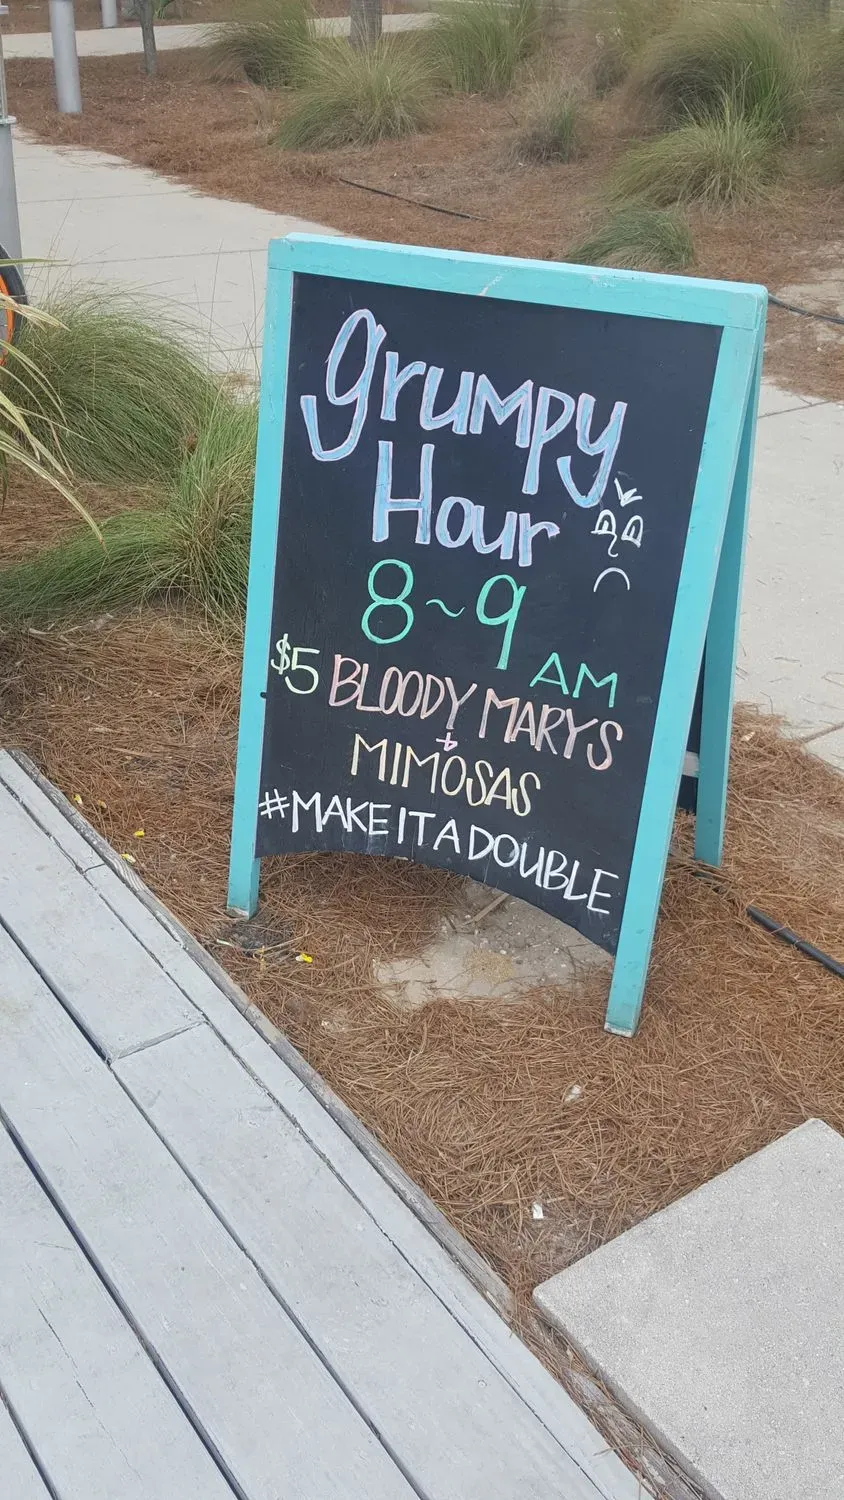 grumpy
Hour
8~9 AM
$5 BLOODY MARYS
+
MIMOSAS
#MAKEITADOUBLE